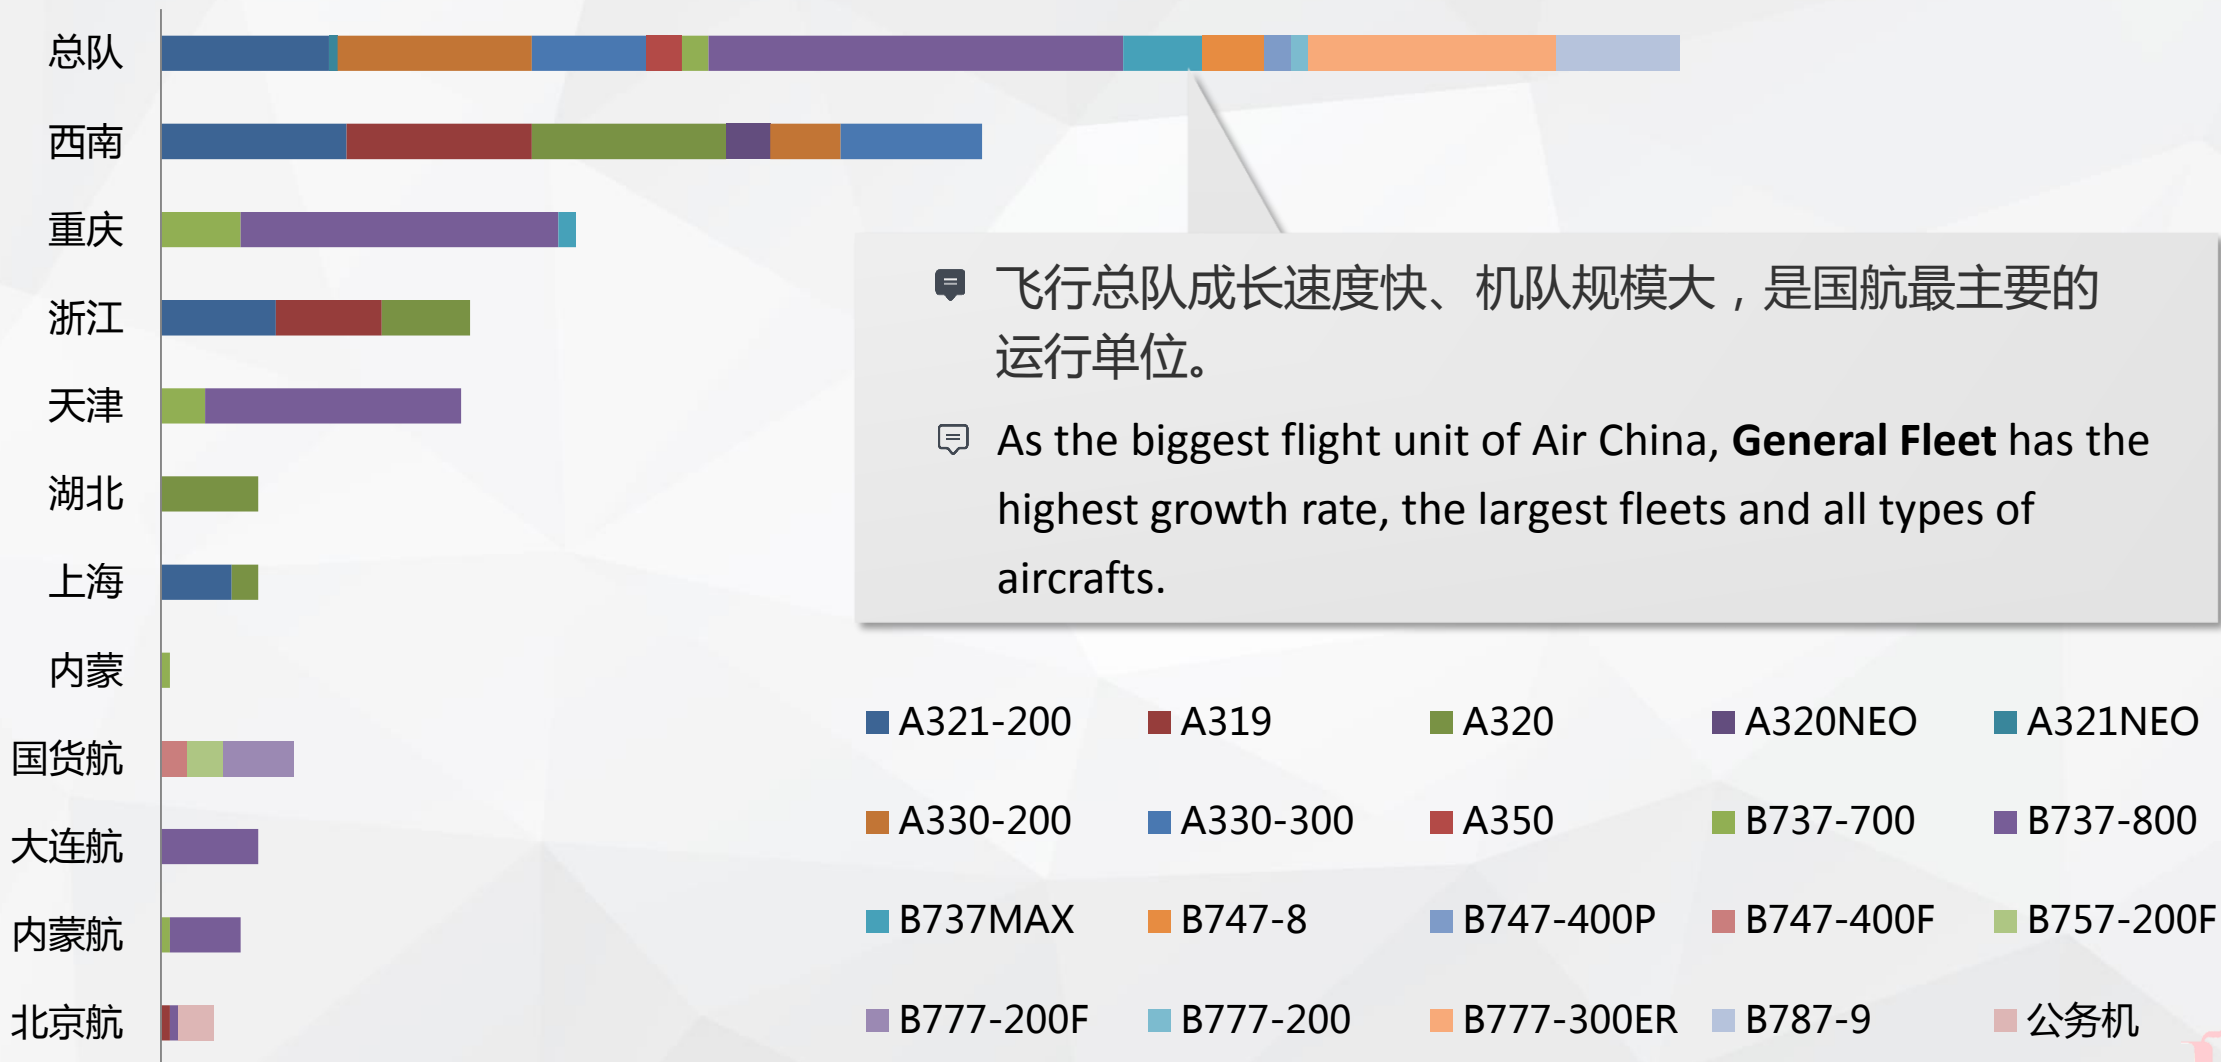 总队
西南
重庆
浙江
天津
湖北
上海
内蒙
国货航
大连航
内蒙航
北京航
飞行总队成长速度快、机队规模大，是国航最主要的
运行单位。
As the biggest flight unit of Air China, General Fleet has the
highest growth rate, the largest fleets and all types of
aircrafts.
A321-200 A319 A320 A320NEO A321NEO
A330-200 A330-300 A350 B737-700 B737-800
B737MAX B747-8 B747-400P B747-400F B757-200F
B777-200F B777-200 B777-300ER B787-9 公务机